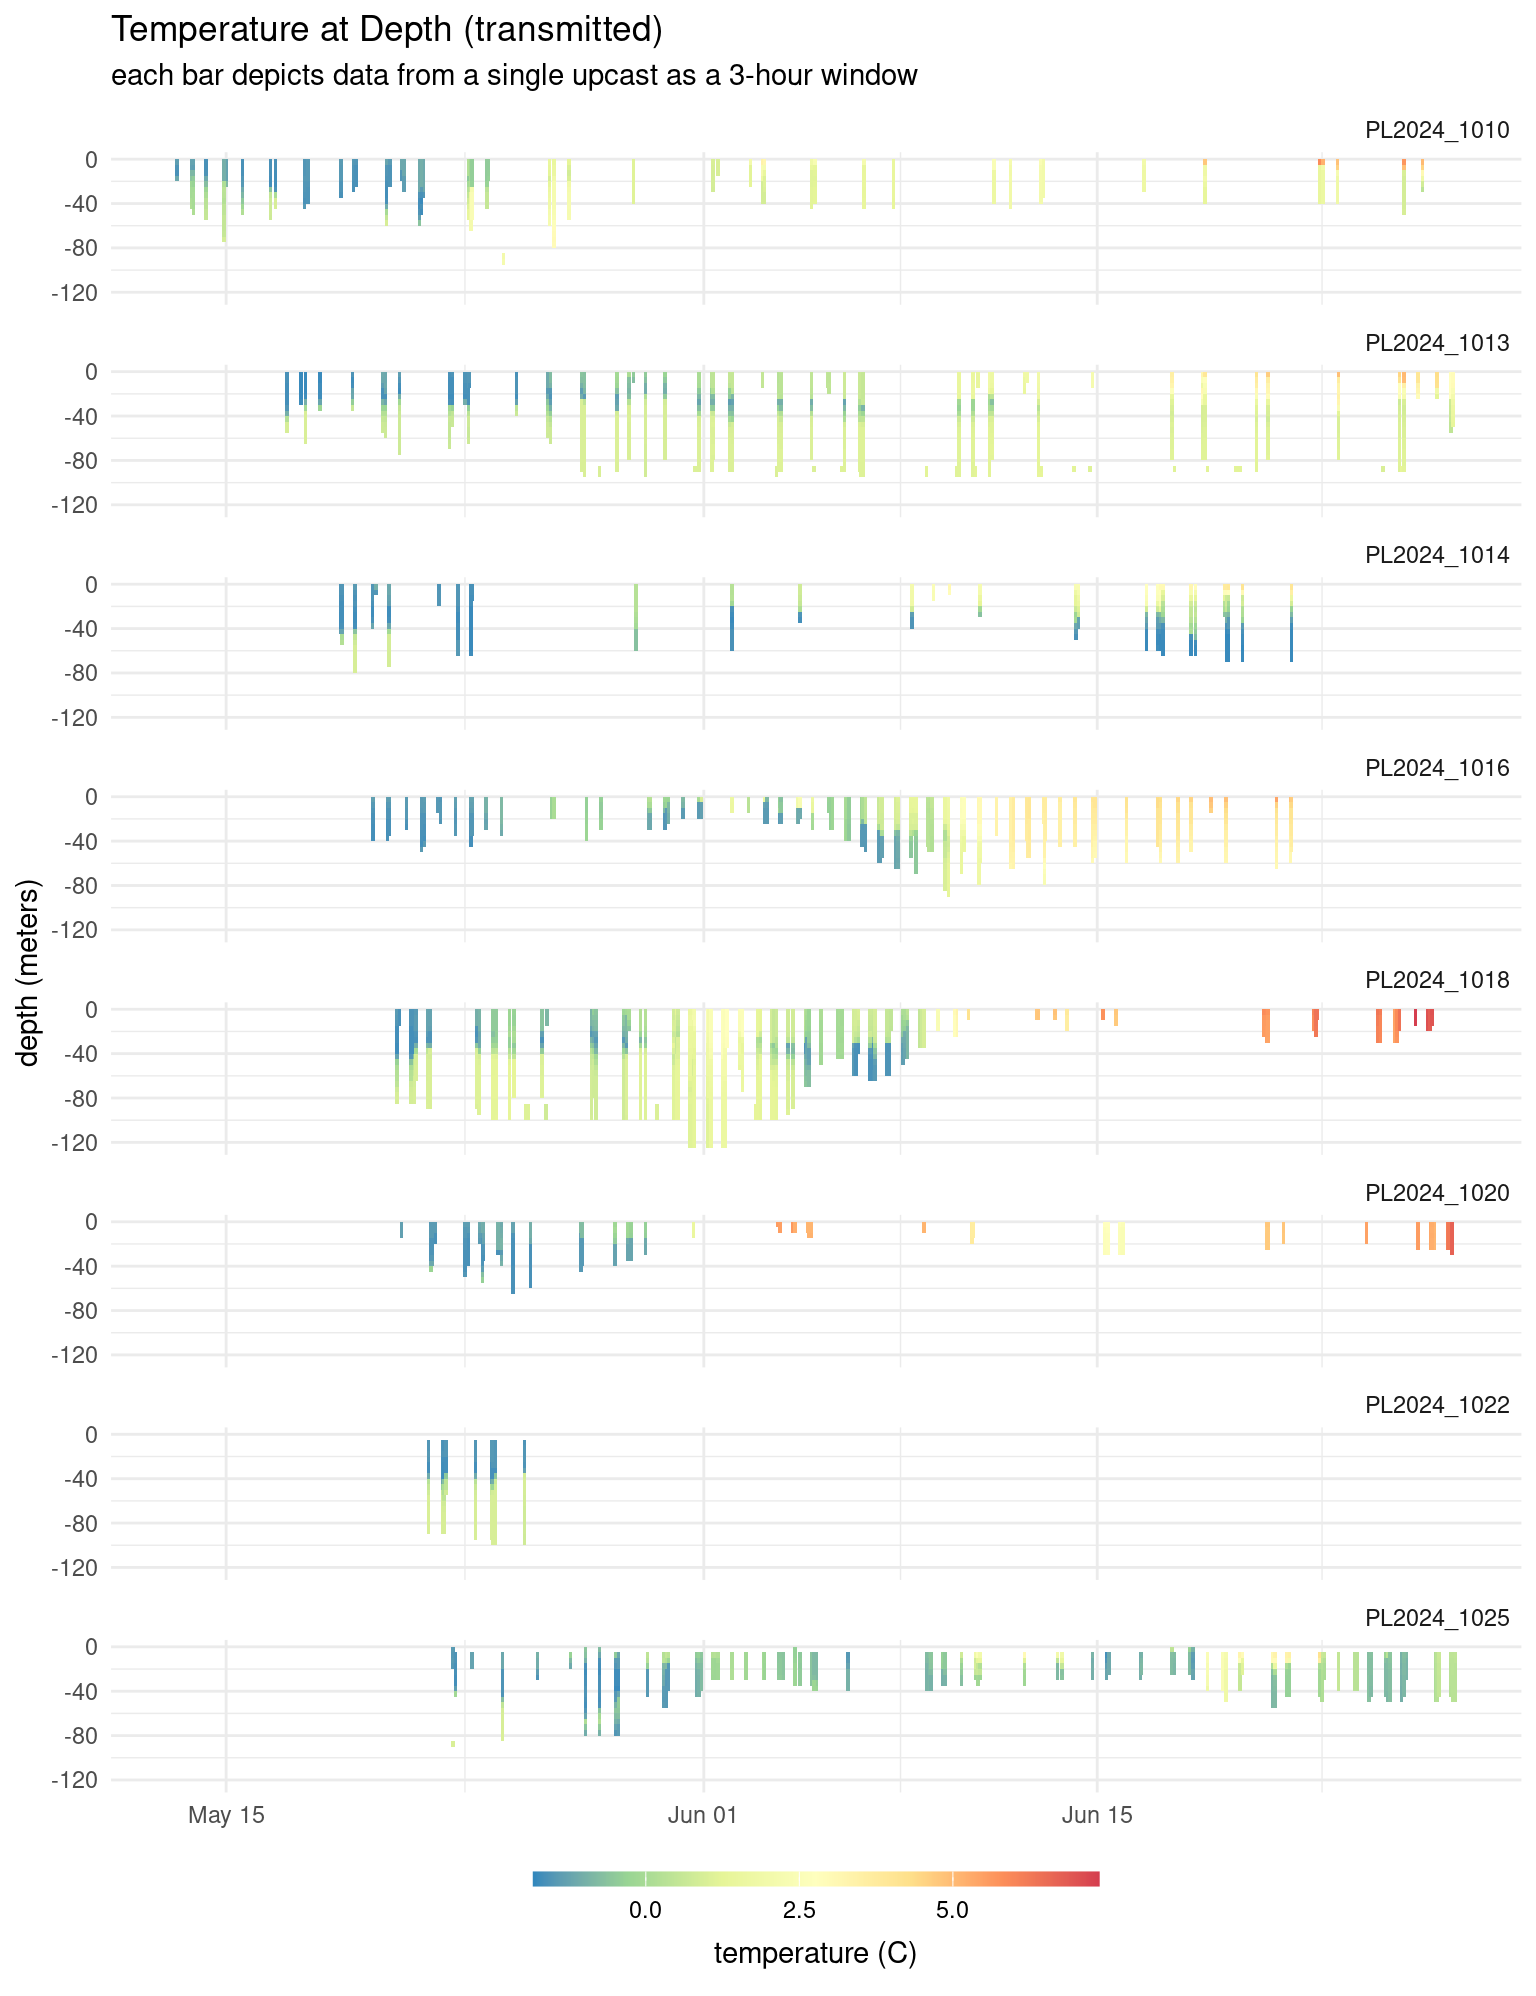 Temperature at Depth (transmitted)
each bar depicts data from a single upcast as a 3-hour window
PL2024_1010
0
-40
-80
-120
PL2024_1013
0
-40
-80
-120
PL2024_1014
0
-40
-80
-120
PL2024_1016
0
-40
-80
-120
depth (meters)
PL2024_1018
0
-40
-80
-120
PL2024_1020
0
-40
-80
-120
PL2024_1022
0
-40
-80
-120
PL2024_1025
0
-40
-80
-120
May 15 Jun 01 Jun 15
0.0 2.5 5.0
temperature (C)